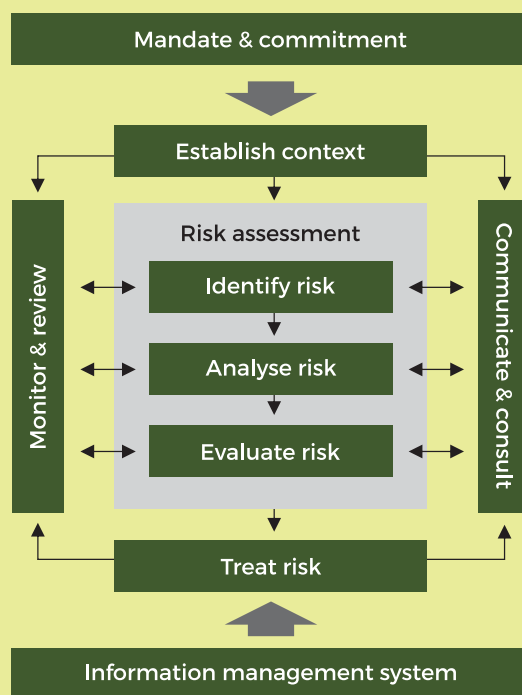 Mandate & commitment
Establish context
Risk assessment
Identify risk
Analyse risk
Evaluate risk
Monitor & review
Communicate & consult
Treat risk
Information management system